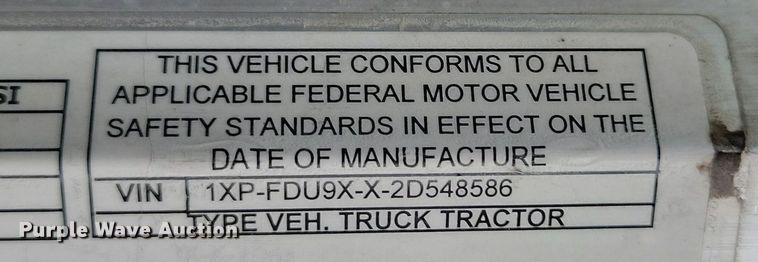 SI
THIS VEHICLE CONFORMS TO ALL
APPLICABLE FEDERAL MOTOR VEHICLE
SAFETY STANDARDS IN EFFECT ON THE
DATE OF MANUFACTURE
VIN 1XP-FDU9X-X-2D548586
TYPE VEH. TRUCK TRACTOR
Purple Wave Auction